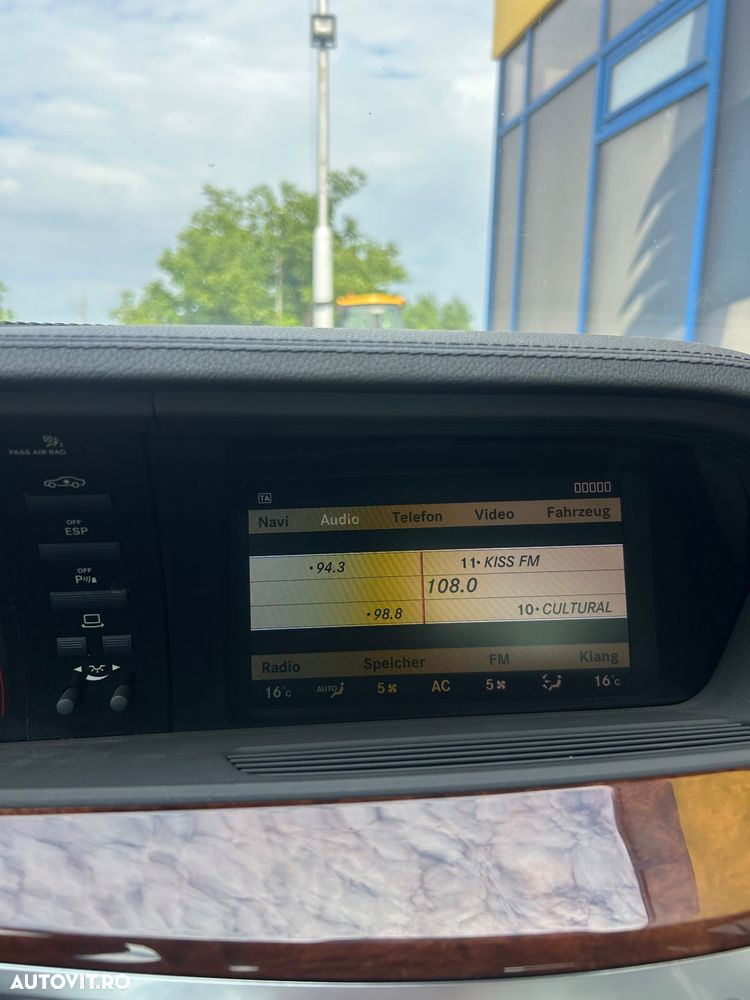 PASS AIR BAG
OFF
ESP
OFF
P
TA
Navi Audio Telefon Video Fahrzeug
94.3 11• KISS FM
108.0
98.8 10• CULTURAL
Radio Speicher FM Klang
16°C AUTO 5 AC 5 16°C
AUTOVIT.RO